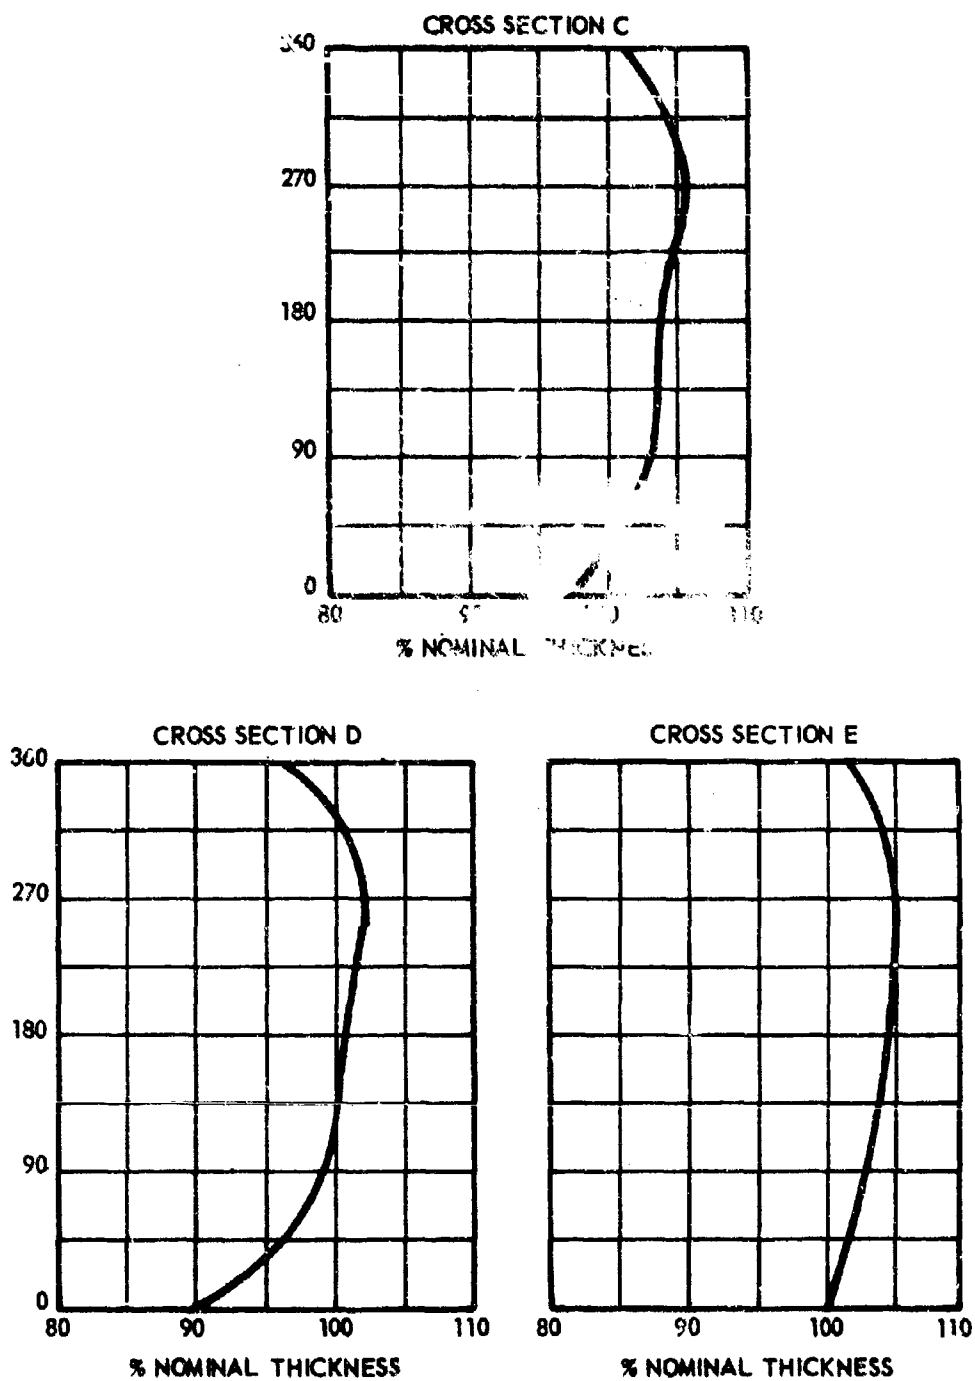 CROSS SECTION C
270
180
90
0
80
110
% NOMINAL
CROSS SECTION D
360
270
180
90
0
80 90 100 110
% NOMINAL THICKNESS
CROSS SECTION E
80 90 100 110
% NOMINAL THICKNESS